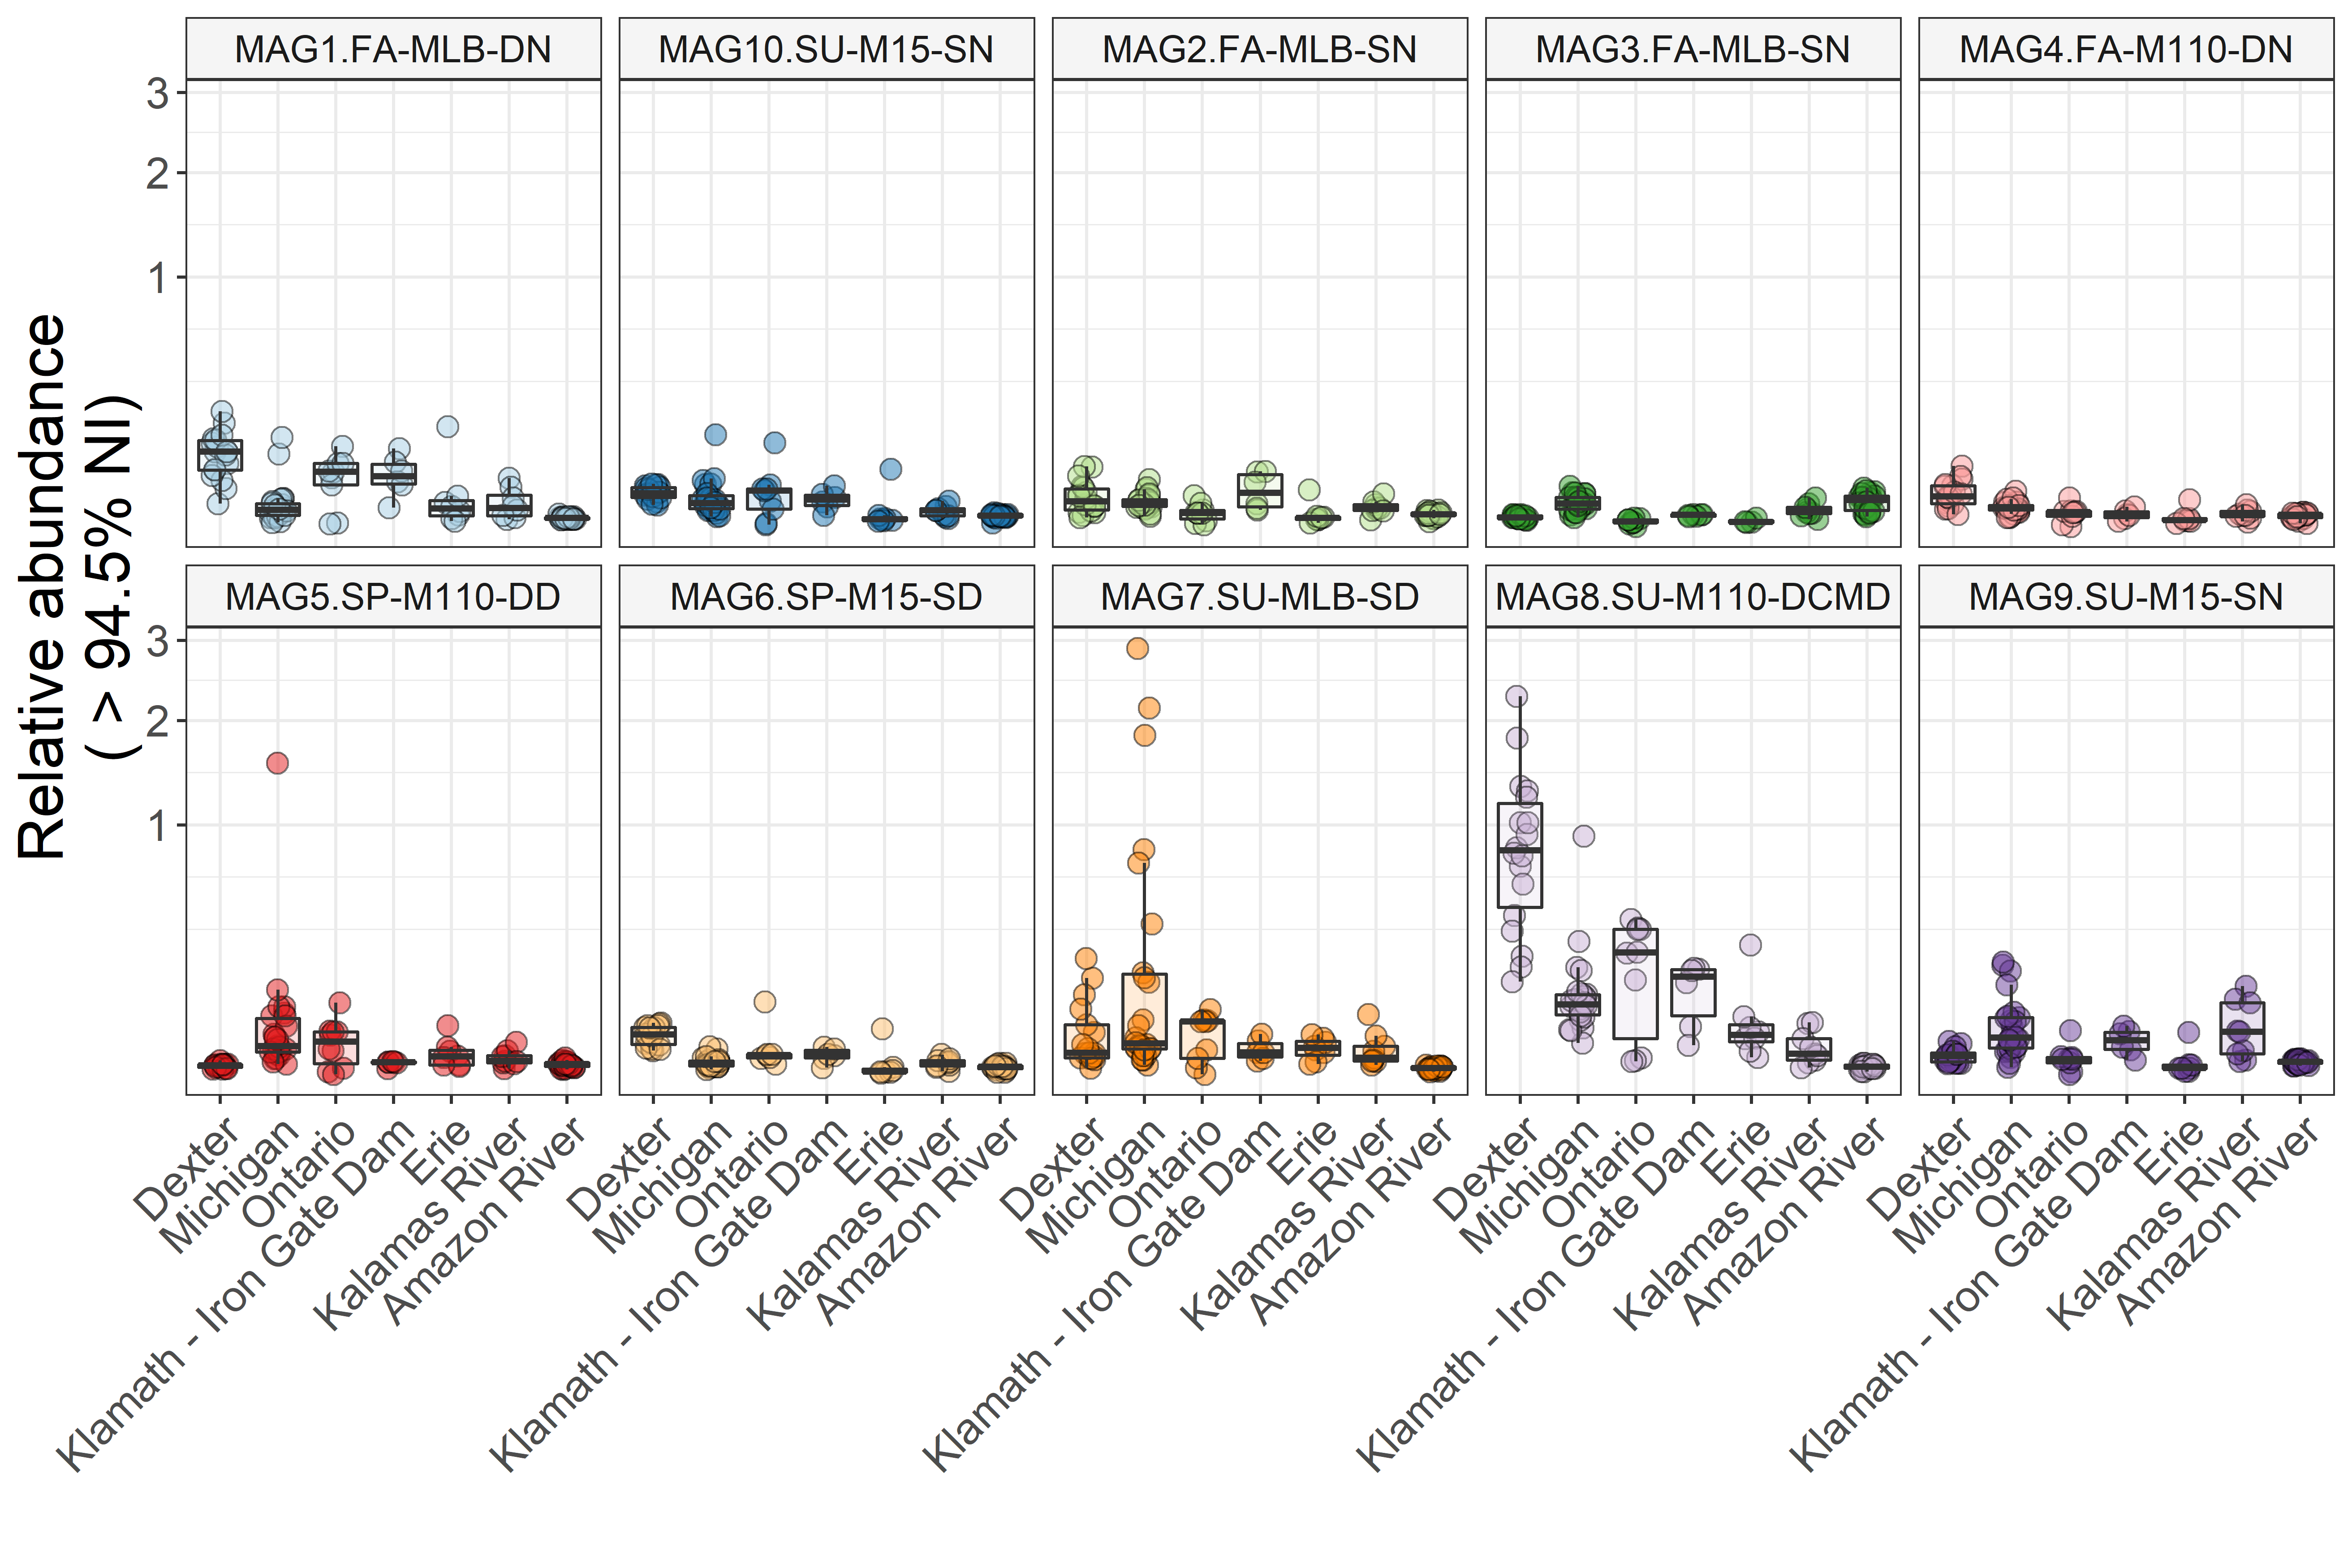 MAG1.FA-MLB-DN MAG10.SU-M15-SN MAG2.FA-MLB-SN MAG3.FA-MLB-SN MAG4.FA-M110-DN
3
2
1
Relative abundance
( > 94.5% NI)
MAG5.SP-M110-DD MAG6.SP-M15-SD MAG7.SU-MLB-SD MAG8.SU-M110-DCMD MAG9.SU-M15-SN
3
2
1
Dexter Michigan Ontario Klamath - Iron Gate Dam Erie Kalamas River Amazon River
Dexter Michigan Ontario Klamath - Iron Gate Dam Erie Kalamas River Amazon River
Dexter Michigan Ontario Klamath - Iron Gate Dam Erie Kalamas River Amazon River
Dexter Michigan Ontario Klamath - Iron Gate Dam Erie Kalamas River Amazon River
Dexter Michigan Ontario Klamath - Iron Gate Dam Erie Kalamas River Amazon River